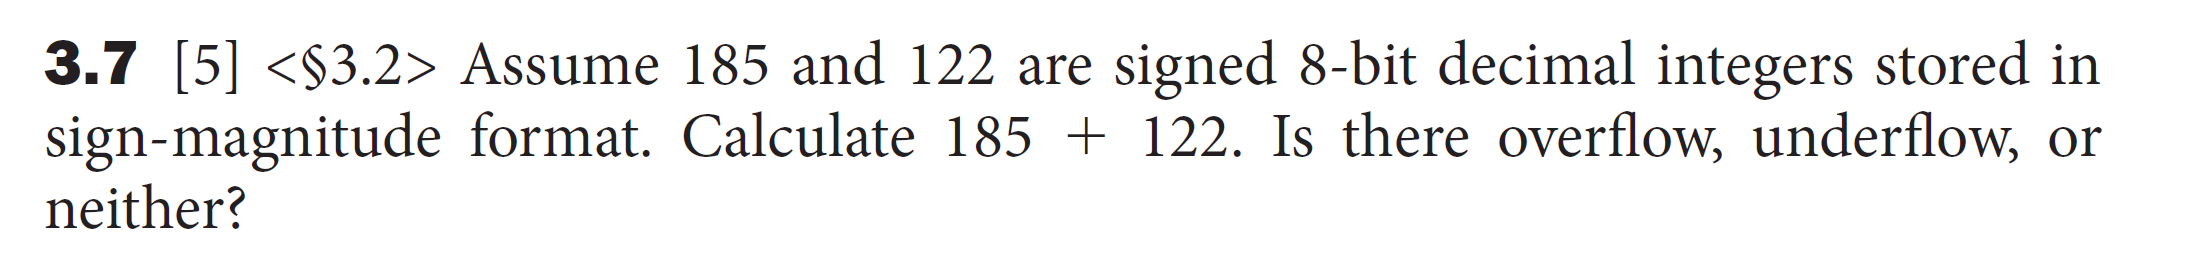 3.7 [5] <§3.2> Assume 185 and 122 are signed 8-bit decimal integers stored in
sign-magnitude format. Calculate 185 + 122. Is there overflow, underflow, or
neither?